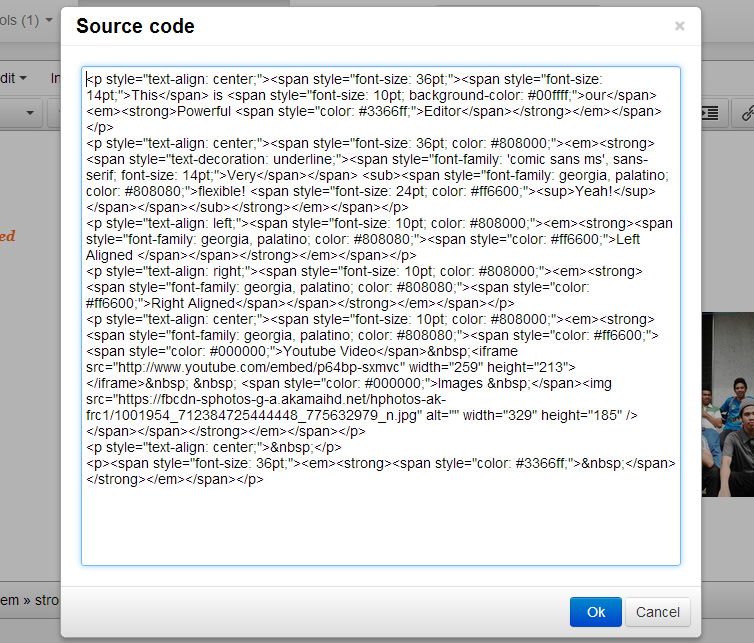 ols (1)
Source code
×
dit
In
<p style="text-align: center;"><span style="font-size: 36pt;"><span style="font-size:
14pt;">This</span> is <span style="font-size: 10pt; background-color: #00ffff;">our</span>
<em><strong>Powerful <span style="color: #3366ff;">Editor</span></strong></em></span>
</p>
<p style="text-align: center;"><span style="font-size: 36pt; color: #808000;"><em><strong>
<span style="text-decoration: underline;"><span style="font-family: 'comic sans ms', sans-
serif; font-size: 14pt;">Very</span></span> <sub><span style="font-family: georgia, palatino;
color: #808080;">flexible! <span style="font-size: 24pt; color: #ff6600;"><sup>Yeah!</sup>
</span></span></sub></strong></em></span></p>
<p style="text-align: left;"><span style="font-size: 10pt; color: #808000;"><em><strong><span
style="font-family: georgia, palatino; color: #808080;"><span style="color: #ff6600;">Left
Aligned </span></span></strong></em></span></p>
<p style="text-align: right;"><span style="font-size: 10pt; color: #808000;"><em><strong>
<span style="font-family: georgia, palatino; color: #808080;"><span style="color:
#ff6600;">Right Aligned</span></span></strong></em></span></p>
<p style="text-align: center;"><span style="font-size: 10pt; color: #808000;"><em><strong>
<span style="font-family: georgia, palatino; color: #808080;"><span style="color: #ff6600;">
<span style="color: #000000;">Youtube Video</span>&nbsp;<iframe
src="http://www.youtube.com/embed/p64bp-sxmvc" width="259" height="213">
</iframe>&nbsp; &nbsp; <span style="color: #000000;">Images &nbsp;</span><img
src="https://fbcdn-sphotos-g-a.akamaihd.net/hphotos-ak-
frc1/1001954_712384725444448_775632979_n.jpg" alt="" width="329" height="185" />
</span></span></strong></em></span></p>
<p style="text-align: center;">&nbsp;</p>
<p><span style="font-size: 36pt;"><em><strong><span style="color: #3366ff;">&nbsp;</span>
</strong></em></span></p>
ed
em » stro
Ok
Cancel